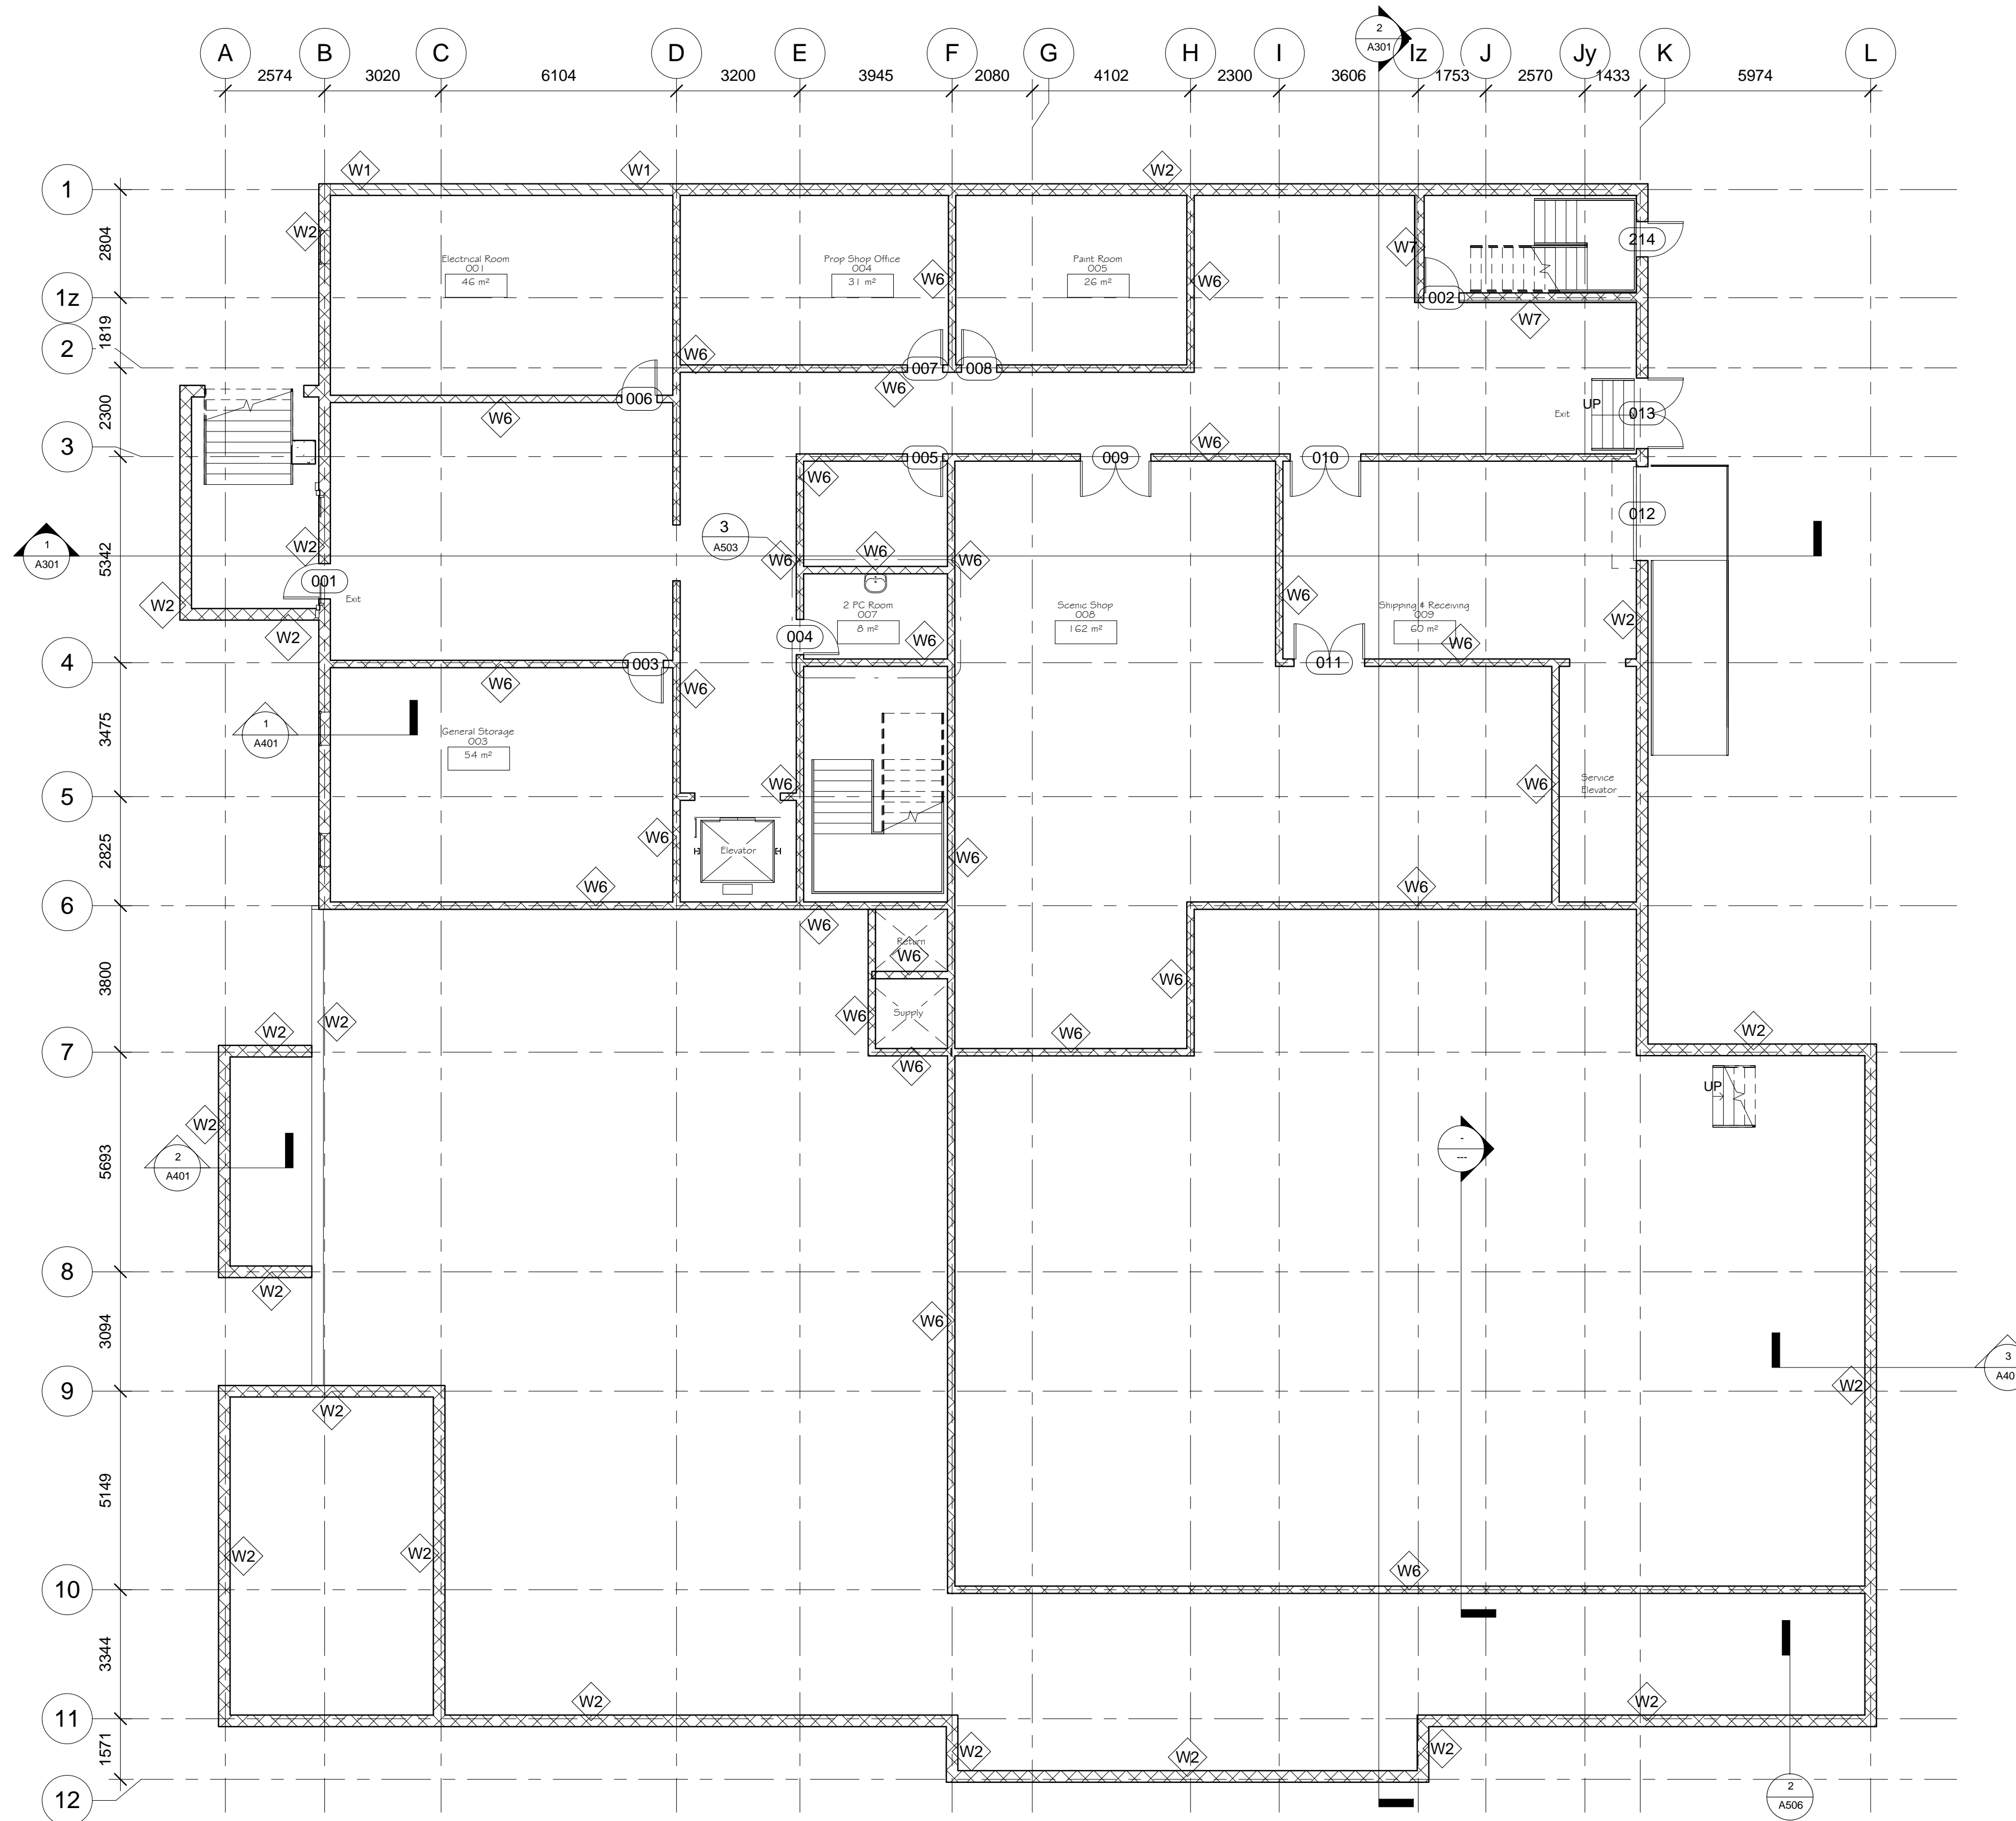 2
A301
A B C D E F G H I Iz J Jy K L
2574 3020 6104 3200 3945 2080 4102 2300 3606 1753 2570 1433 5974
W1 W1 W2
1
W2
2804
Electrical Room
001
46 m²
Prop Shop Office
004
31 m²
W6
Paint Room
005
26 m²
W6
W7
214
1z
002
W7
1819
2
W6
007 008
W6
006
W6
2300
UP
Exit
013
3
W6
005 009 010
W6
012
3
A503
1
A301
W2
5342
W6 W6 W6
001
Exit
W2
W2
2 PC Room
007
8 m²
004
W6
Scenic Shop
008
162 m²
W6
Shipping & Receiving
009
60 m²
W6
W2
4
003
011
W6
W6
3475
1
A401
General Storage
003
54 m²
5
W6
W6
Service
Elevator
2825
W6
Elevator
W6
W6
W6
6
W6
Return
W6
3800
W6
Supply
W6
W2
W2
W6
W2
7
W6
UP
W2
5693
2
A401
-
---
8
W2
3094
W6
3
A40
W2
9
W2
5149
W2 W2
W6
10
3344
W2 W2
11
1571
W2 W2 W2
12
2
A506